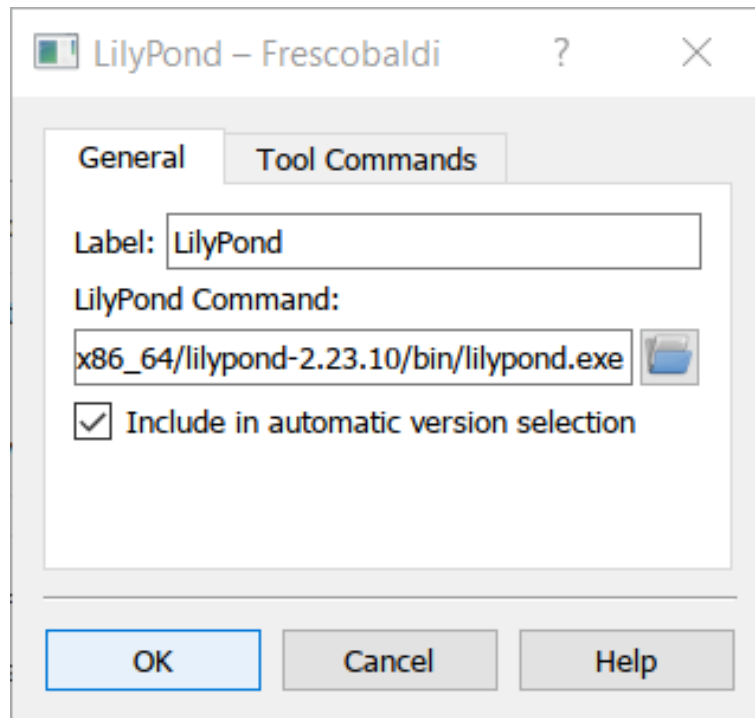 LilyPond – Frescobaldi ?
General Tool Commands
Label: LilyPond
LilyPond Command:
x86_64/lilypond-2.23.10/bin/lilypond.exe
Include in automatic version selection
OK Cancel Help